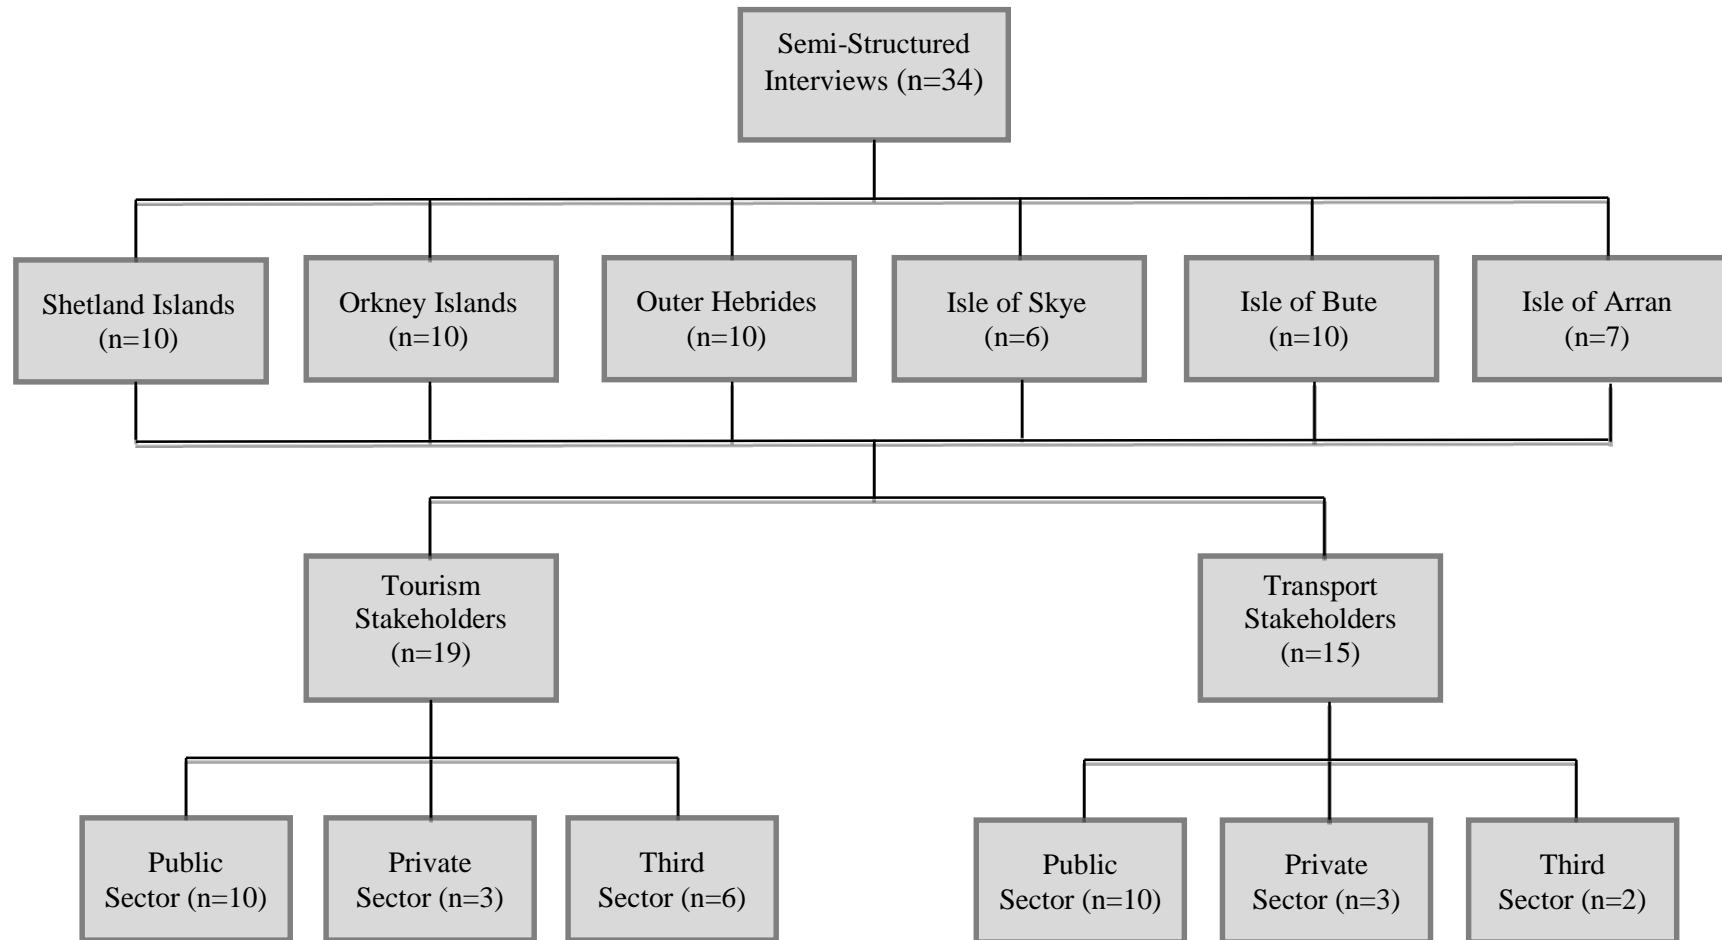 Semi-Structured
Interviews (n=34)
Shetland Islands
(n=10)
Orkney Islands
(n=10)
Outer Hebrides
(n=10)
Isle of Skye
(n=6)
Isle of Bute
(n=10)
Isle of Arran
(n=7)
Tourism
Stakeholders
(n=19)
Transport
Stakeholders
(n=15)
Public
Sector (n=10)
Private
Sector (n=3)
Third
Sector (n=6)
Public
Sector (n=10)
Private
Sector (n=3)
Third
Sector (n=2)